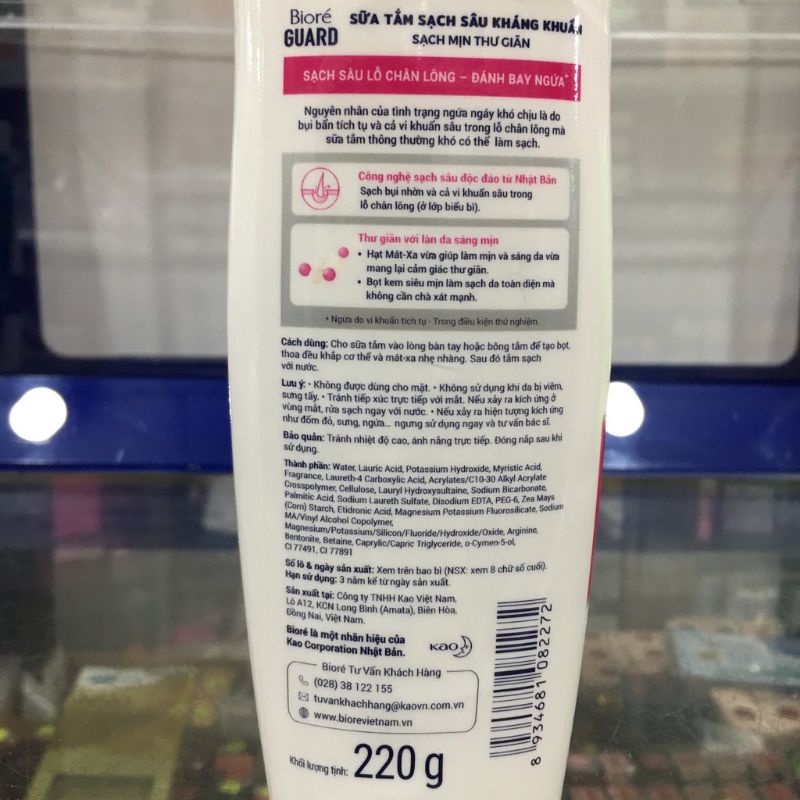 Bioré
GUARD
SỮA TẮM SẠCH SÂU KHÁNG KHUẨN
SẠCH MỊN THƯ GIÃN
SẠCH SÂU LỖ CHÂN LÔNG – ĐÁNH BAY NGỨA*
Nguyên nhân của tình trạng ngứa ngáy khó chịu là do
bụi bẩn tích tụ và cả vi khuẩn sâu trong lỗ chân lông mà
sữa tắm thông thường khó có thể làm sạch.
Công nghệ sạch sâu độc đáo từ Nhật Bản
Sạch bụi nhờn và cả vi khuẩn sâu trong
lỗ chân lông (ở lớp biểu bì).
Thư giãn với làn da sáng mịn
• Hạt Mát-Xa vừa giúp làm mịn và sáng da vừa
mang lại cảm giác thư giãn.
• Bọt kem siêu mịn làm sạch da toàn diện mà
không cần chà xát mạnh.
* Ngứa do vi khuẩn tích tụ - Trong điều kiện thử nghiệm
Cách dùng: Cho sữa tắm vào lòng bàn tay hoặc bông tắm để tạo bọt,
thoa đều khắp cơ thể và mát-xa nhẹ nhàng. Sau đó tắm sạch
với nước.
Lưu ý: • Không được dùng cho mặt. • Không sử dụng khi da bị viêm,
sưng tấy. • Tránh tiếp xúc trực tiếp với mắt. Nếu xảy ra kích ứng ở
vùng mắt, rửa sạch ngay với nước. • Nếu xảy ra hiện tượng kích ứng
như đốm đỏ, sưng, ngứa... ngưng sử dụng ngay và tư vấn bác sĩ.
Bảo quản: Tránh nhiệt độ cao, ánh nắng trực tiếp. Đóng nắp sau khi
sử dụng.
Thành phần: Water, Lauric Acid, Potassium Hydroxide, Myristic Acid,
Fragrance, Laureth-4 Carboxylic Acid, Acrylates/C10-30 Alkyl Acrylate
Crosspolymer, Cellulose, Lauryl Hydroxysultaine, Sodium Bicarbonate,
Palmitic Acid, Sodium Laureth Sulfate, Disodium EDTA, PEG-6, Zea Mays
(Corn) Starch, Etidronic Acid, Magnesium Potassium Fluorosilicate, Sodium
MA/Vinyl Alcohol Copolymer,
Magnesium/Potassium/Silicon/Fluoride/Hydroxide/Oxide, Arginine,
Bentonite, Betaine, Caprylic/Capric Triglyceride, o-Cymen-5-ol,
CI 77491, CI 77891
Số lô & ngày sản xuất: Xem trên bao bì (NSX: xem 8 chữ số cuối).
Hạn sử dụng: 3 năm kể từ ngày sản xuất.
Sản xuất tại: Công ty TNHH Kao Việt Nam,
Lô A12, KCN Long Bình (Amata), Biên Hòa,
Đồng Nai, Việt Nam.
Bioré là một nhãn hiệu của
Kao Corporation Nhật Bản.
Kao
Bioré Tư Vấn Khách Hàng
(028) 38 122 155
tuvankhachhang@kaovn.com.vn
www.biorevietnam.vn
8 934681 082272
Khối lượng tịnh: 220 g